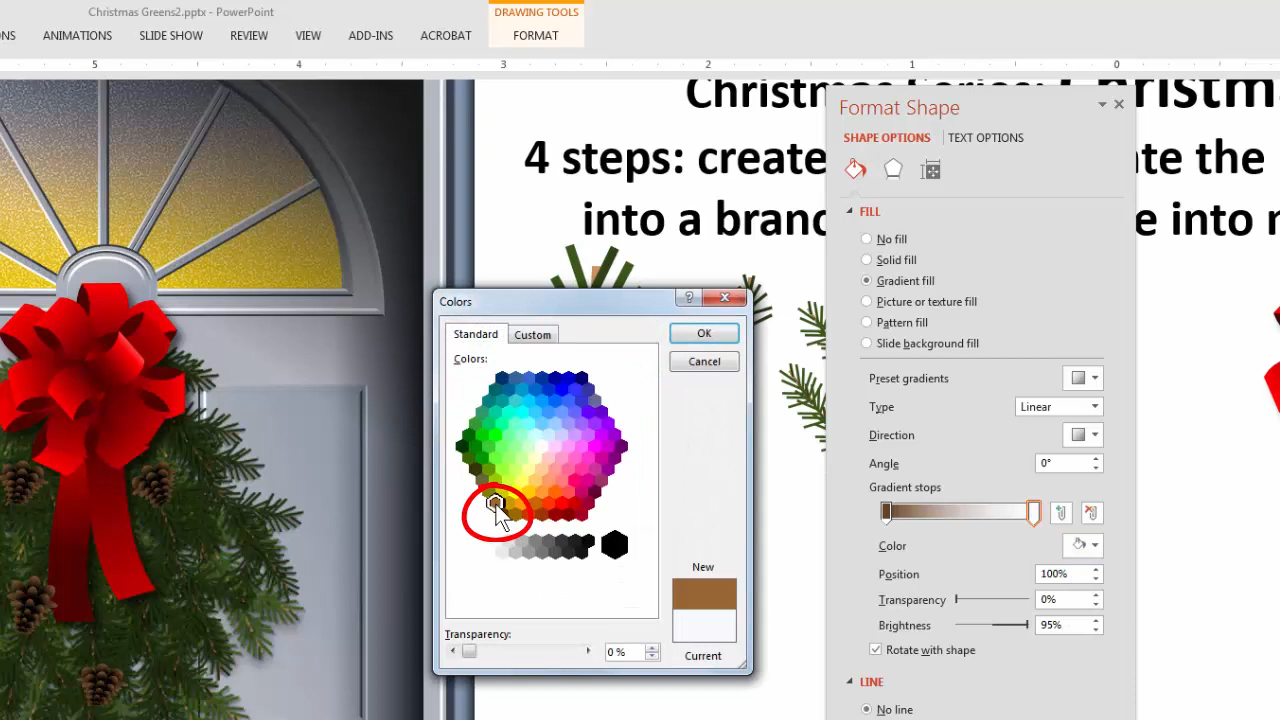 Christmas Greens2.pptx - PowerPoint
DRAWING TOOLS
ANIMATIONS SLIDE SHOW REVIEW VIEW ADD-INS ACROBAT FORMAT
5 4 3 2 1 0
Christmas Series:
4 steps: create the
into a into
Format Shape
SHAPE OPTIONS TEXT OPTIONS
FILL
No fill
Solid fill
Gradient fill
Picture or texture fill
Pattern fill
Slide background fill
Preset gradients
Type Linear
Direction
Angle 0°
Gradient stops
Color
Position 100%
Transparency 0%
Brightness 95%
Rotate with shape
LINE
No line
Colors
?
Standard Custom
OK
Colors:
Cancel
New
Transparency:
0 %
Current